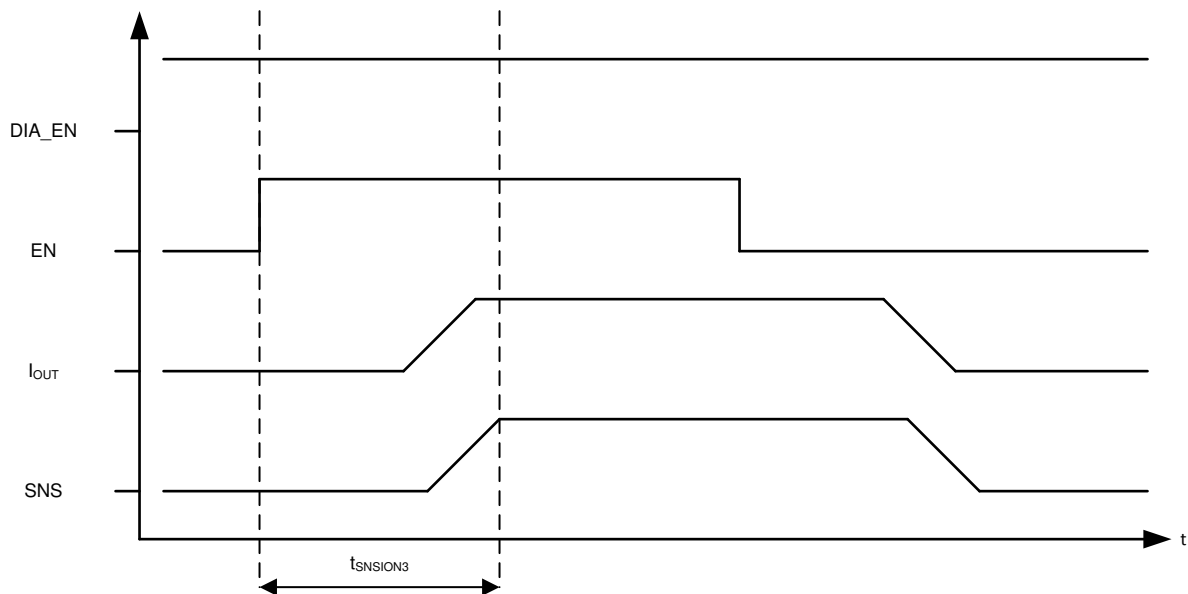 DIA_EN
EN
IOUT
SNS
t
tSNSION3